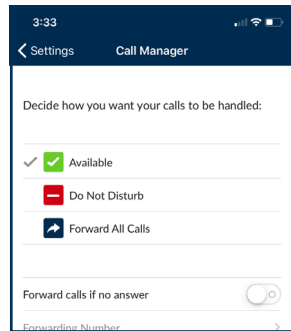 3:33
Settings Call Manager
Decide how you want your calls to be handled:
Available
Do Not Disturb
Forward All Calls
Forward calls if no answer
Forwarding Number